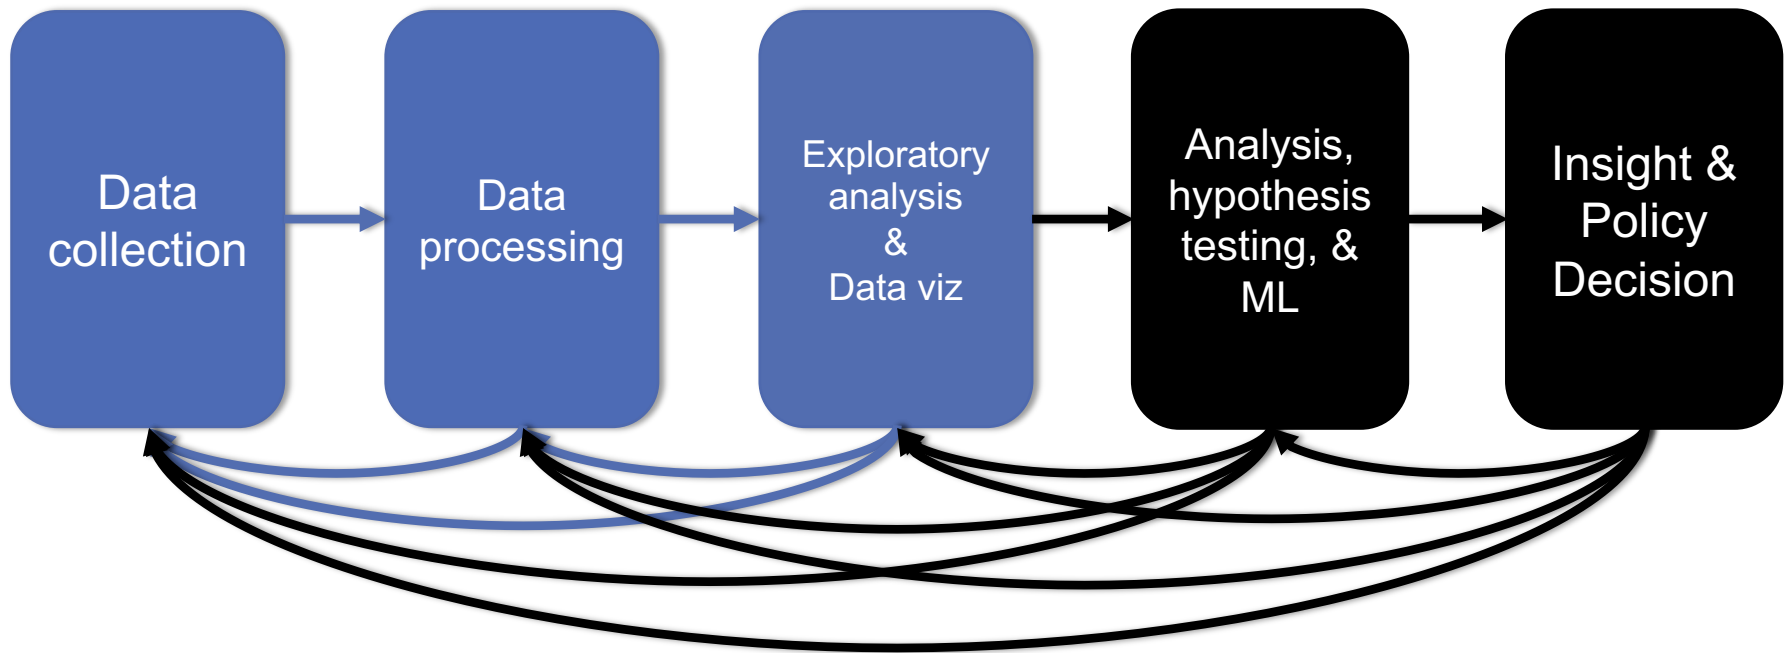 Data
collection
Data
processing
Exploratory
analysis
&
Data viz
Analysis,
hypothesis
testing, &
ML
Insight &
Policy
Decision